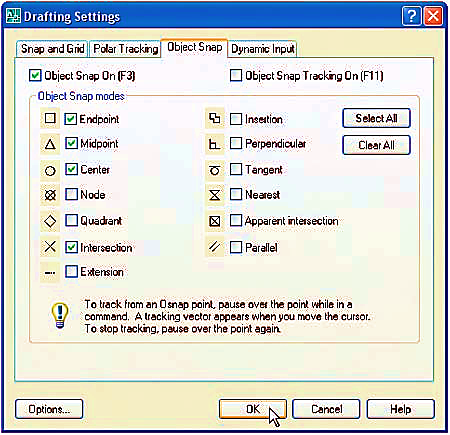 Drafting Settings
Snap and Grid Polar Tracking Object Snap Dynamic Input
Object Snap On (F3) Object Snap Tracking On (F11)
Object Snap modes
Endpoint Insertion Select All
Midpoint Perpendicular Clear All
Center Tangent
Node Nearest
Quadrant Apparent intersection
Intersection Parallel
Extension
To track from an Osnap point, pause over the point while in a
command. A tracking vector appears when you move the cursor.
To stop tracking, pause over the point again.
Options... OK Cancel Help